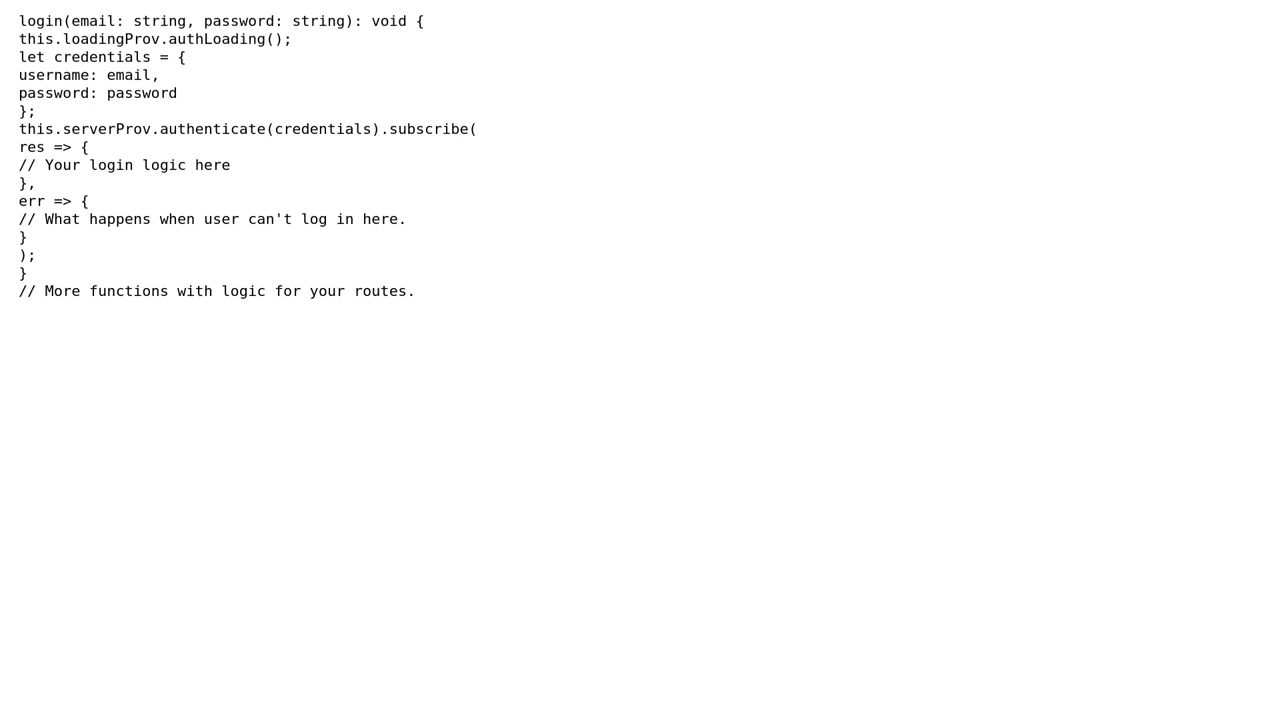 login(email: string, password: string): void {
this.loadingProv.authLoading();
let credentials = {
username: email,
password: password
};
this.serverProv.authenticate(credentials).subscribe(
res => {
// Your login logic here
},
err => {
// What happens when user can't log in here.
}
);
}
// More functions with logic for your routes.